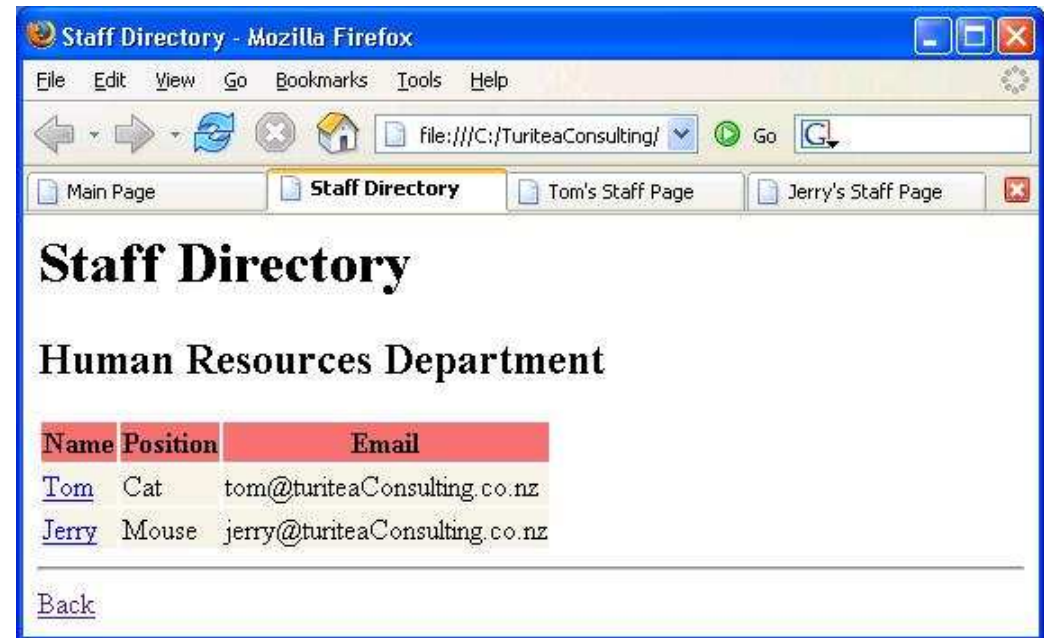 Staff Directory - Mozilla Firefox
File Edit View Go Bookmarks Tools Help
file:///C:/TuriteaConsulting/ Go G
Main Page Staff Directory Tom's Staff Page Jerry's Staff Page
Staff Directory
Human Resources Department
Name Position Email
Tom Cat tom@turiteaConsulting.co.nz
Jerry Mouse jerry@turiteaConsulting.co.nz
Back